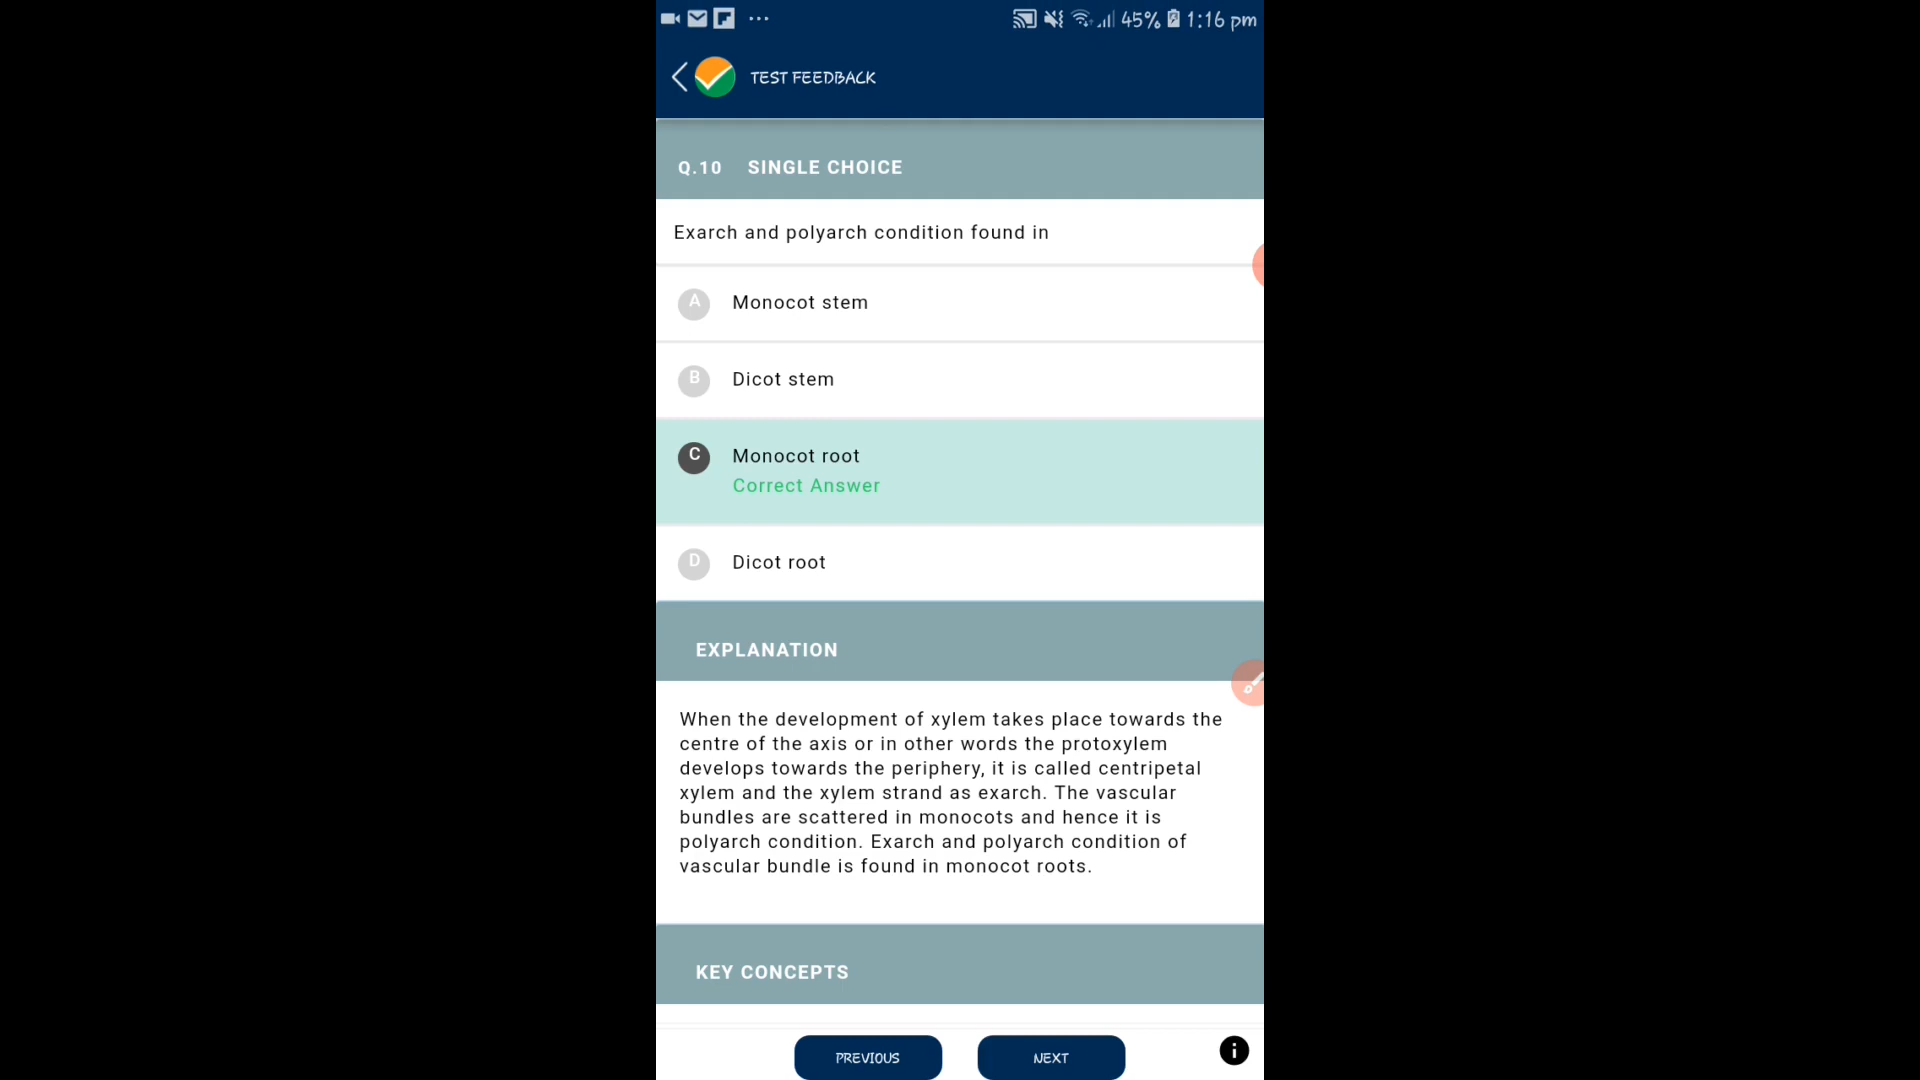 45% 1:16 pm
TEST FEEDBACK
Q.10 SINGLE CHOICE
Exarch and polyarch condition found in
A Monocot stem
B Dicot stem
C Monocot root
Correct Answer
D Dicot root
EXPLANATION
When the development of xylem takes place towards the
centre of the axis or in other words the protoxylem
develops towards the periphery, it is called centripetal
xylem and the xylem strand as exarch. The vascular
bundles are scattered in monocots and hence it is
polyarch condition. Exarch and polyarch condition of
vascular bundle is found in monocot roots.
KEY CONCEPTS
PREVIOUS NEXT